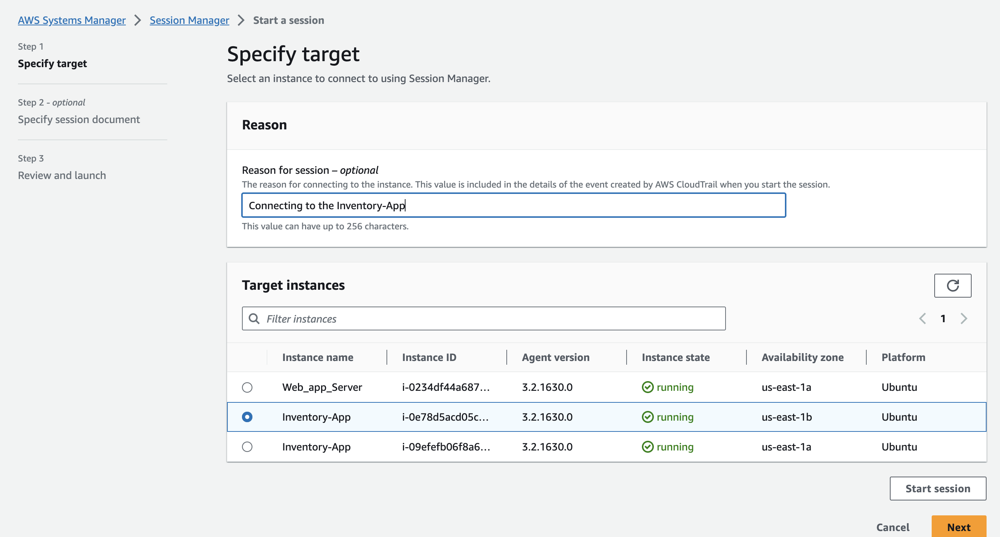 AWS Systems Manager > Session Manager > Start a session
Step 1
Specify target
Step 2 - optional
Specify session document
Step 3
Review and launch
Specify target
Select an instance to connect to using Session Manager.
Reason
Reason for session – optional
The reason for connecting to the instance. This value is included in the details of the event created by AWS CloudTrail when you start the session.
Connecting to the Inventory-App
This value can have up to 256 characters.
Target instances
Filter instances
1
Instance name Instance ID Agent version Instance state Availability zone Platform
Web_app_Server i-0234df44a687... 3.2.1630.0 running us-east-1a Ubuntu
Inventory-App i-0e78d5acd05c... 3.2.1630.0 running us-east-1b Ubuntu
Inventory-App i-09efefb06f8a6... 3.2.1630.0 running us-east-1a Ubuntu
Start session
Cancel Next